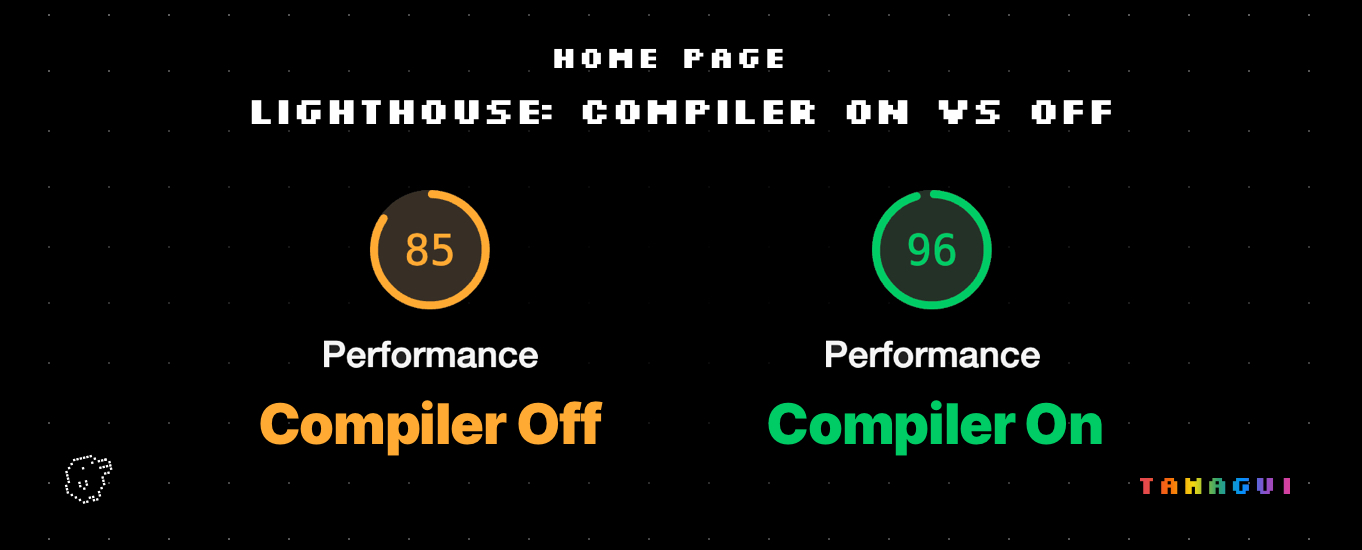 HOME PAGE
LIGHTHOUSE: COMPILER ON VS OFF
85
96
Performance
Performance
Compiler Off
Compiler On
TAMAGUI